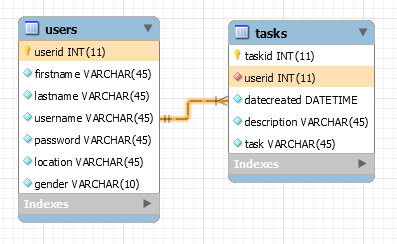 users
userid INT(11)
firstname VARCHAR(45)
lastname VARCHAR(45)
username VARCHAR(45)
password VARCHAR(45)
location VARCHAR(45)
gender VARCHAR(10)
Indexes
tasks
taskid INT(11)
userid INT(11)
datecreated DATETIME
description VARCHAR(45)
task VARCHAR(45)
Indexes